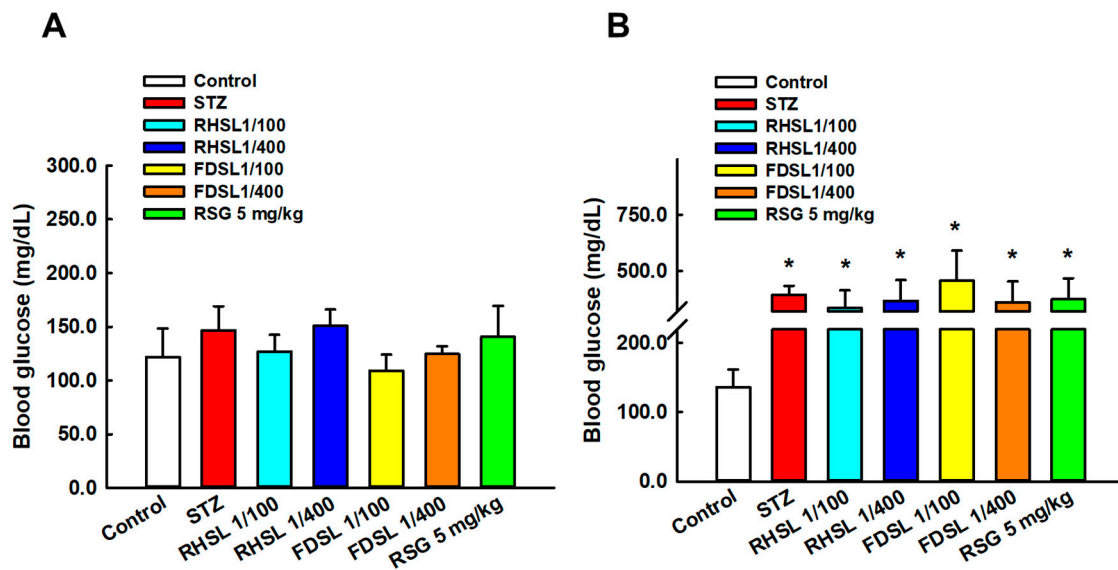 A
Control
STZ
RHSL1/100
RHSL1/400
FDSL1/100
FDSL1/400
RSG 5 mg/kg
Blood glucose (mg/dL)
300.0
250.0
200.0
150.0
100.0
50.0
0.0
Control
STZ
RHSL 1/100
RHSL 1/400
FDSL 1/100
FDSL 1/400
RSG 5 mg/kg
B
Control
STZ
RHSL1/100
RHSL1/400
FDSL1/100
FDSL1/400
RSG 5 mg/kg
Blood glucose (mg/dL)
750.0
500.0
200.0
100.0
0.0
* * * * * *
Control
STZ
RHSL 1/100
RHSL 1/400
FDSL 1/100
FDSL 1/400
RSG 5 mg/kg